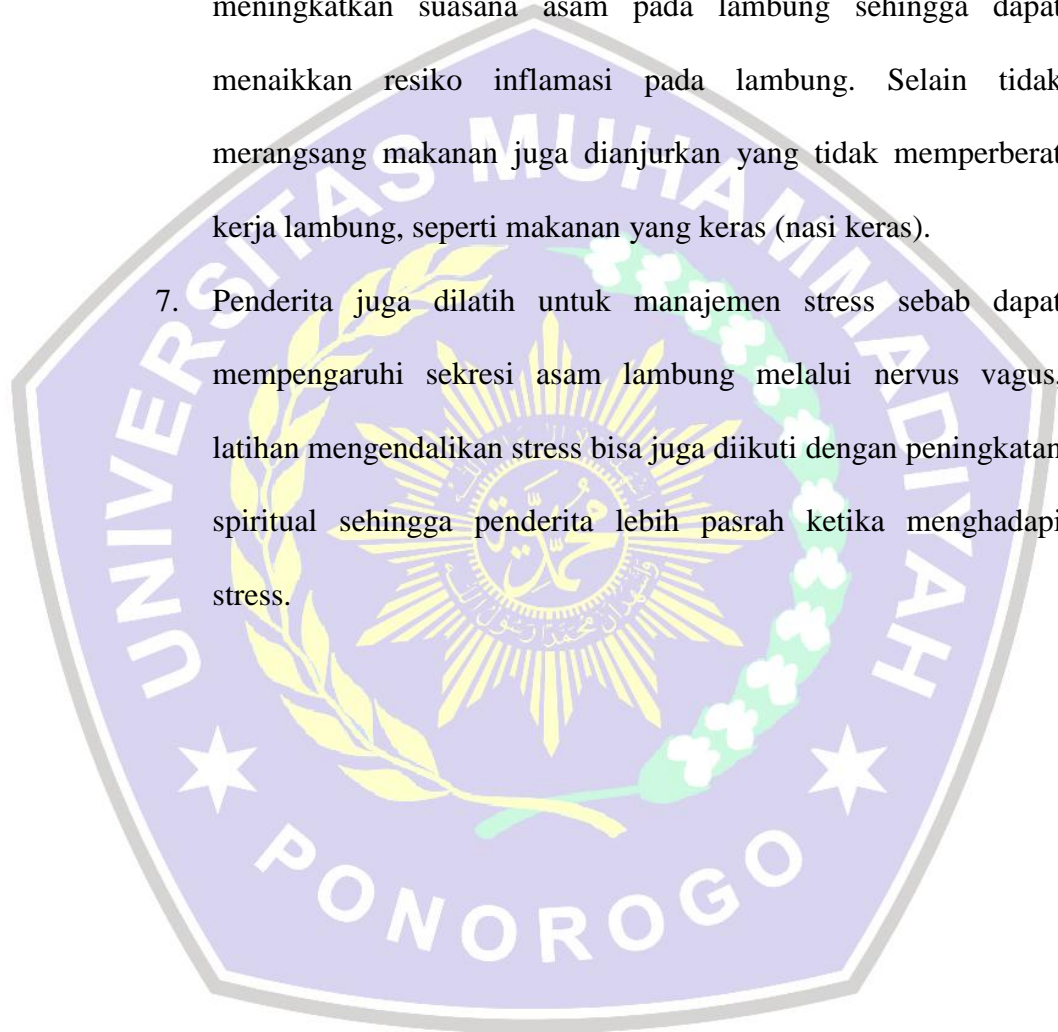 meningkatkan suasana asam pada lambung sehingga dapat
menaikkan resiko inflamasi pada lambung. Selain tidak
merangsang makanan juga dianjurkan yang tidak memperberat
kerja lambung, seperti makanan yang keras (nasi keras).
7. Penderita juga dilatih untuk manajemen stress sebab dapat
mempengaruhi sekresi asam lambung melalui nervus vagus,
latihan mengendalikan stress bisa juga diikuti dengan peningkatan
spiritual sehingga penderita lebih pasrah ketika menghadapi
stress.
UNIVERSITAS MUHAMMADIYAH
PONOROGO